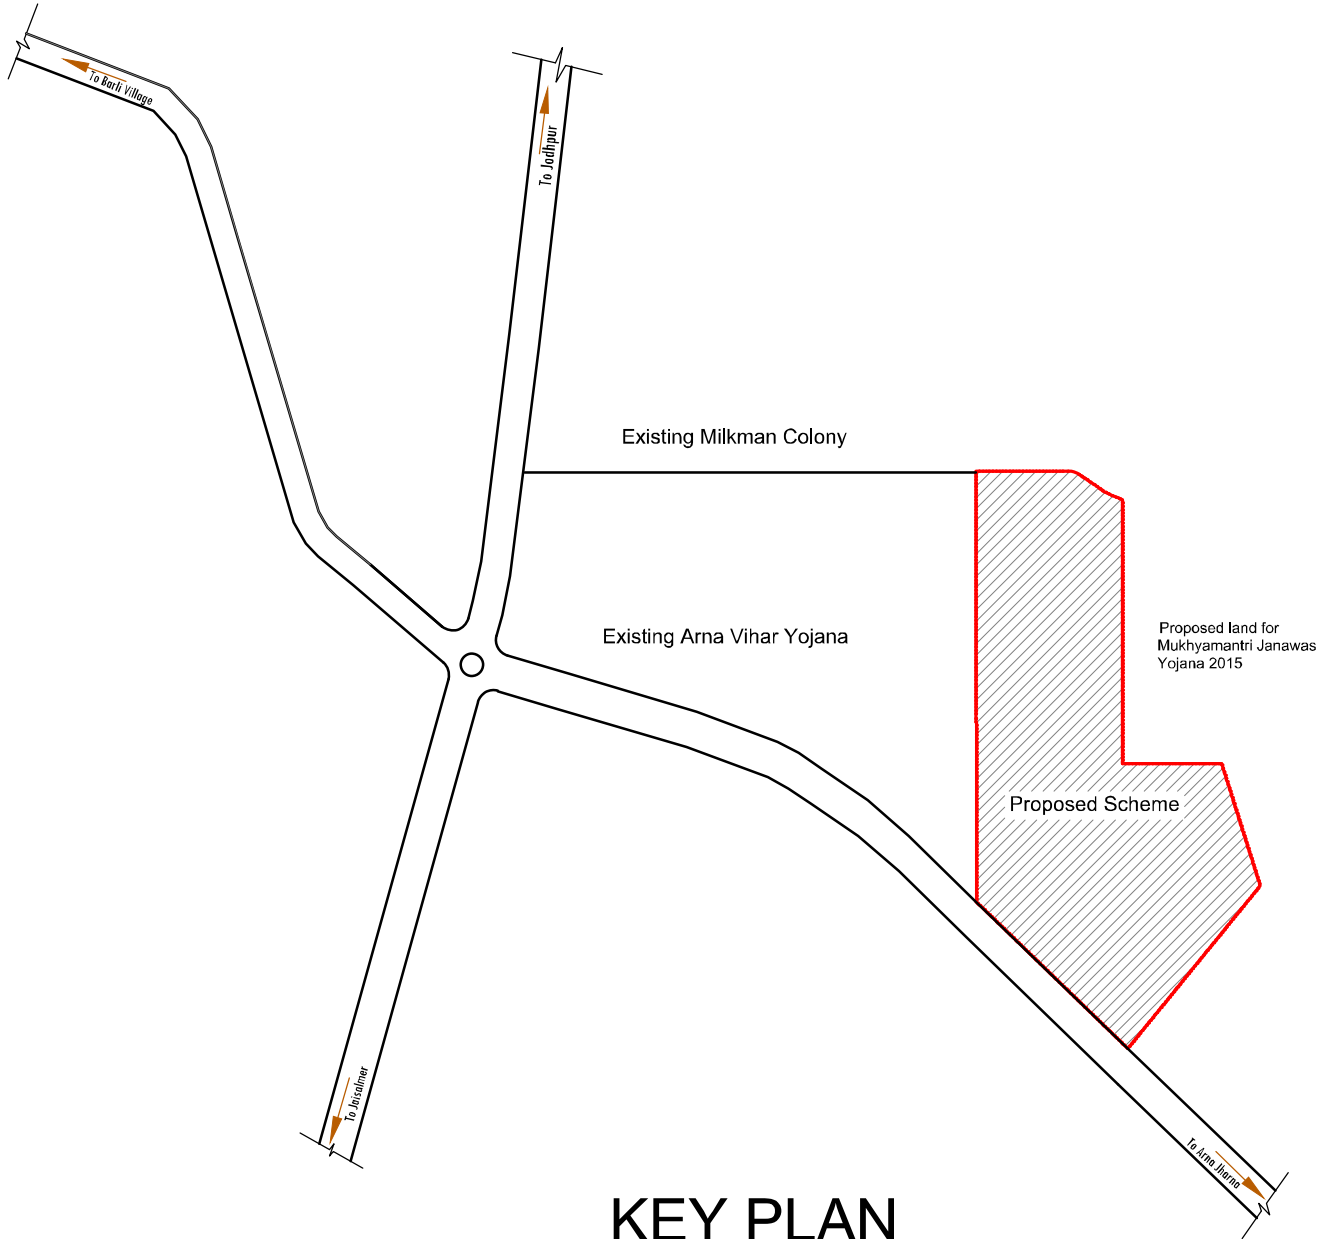 To Barli Village
To Jodhpur
Existing Milkman Colony
Existing Arna Vihar Yojana
Proposed land for
Mukhyamantri Janawas
Yojana 2015
Proposed Scheme
To Jaisalmer
To Arna Jharna
KEY PLAN